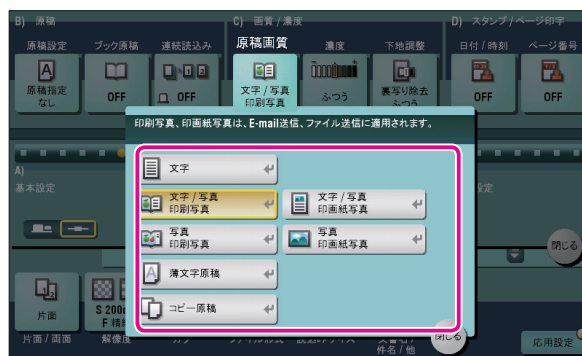 B) 原稿
C) 画質 / 濃度
D) スタンプ / ページ印字
原稿設定
ブック原稿
連続読込み
原稿画質
濃度
下地調整
日付 / 時刻
ページ番号
原稿指定
なし
OFF
OFF
文字 / 写真
印刷写真
ふつう
裏写り除去
ふつう
OFF
OFF
印刷写真、印画紙写真は、E-mail送信、ファイル送信に適用されます。
A)
基本設定
文字
文字 / 写真
印刷写真
文字 / 写真
印画紙写真
写真
印刷写真
写真
印画紙写真
薄文字原稿
コピー原稿
閉じる
閉じる
片面
片面 / 両面
解像度
件名 / 他
応用設定